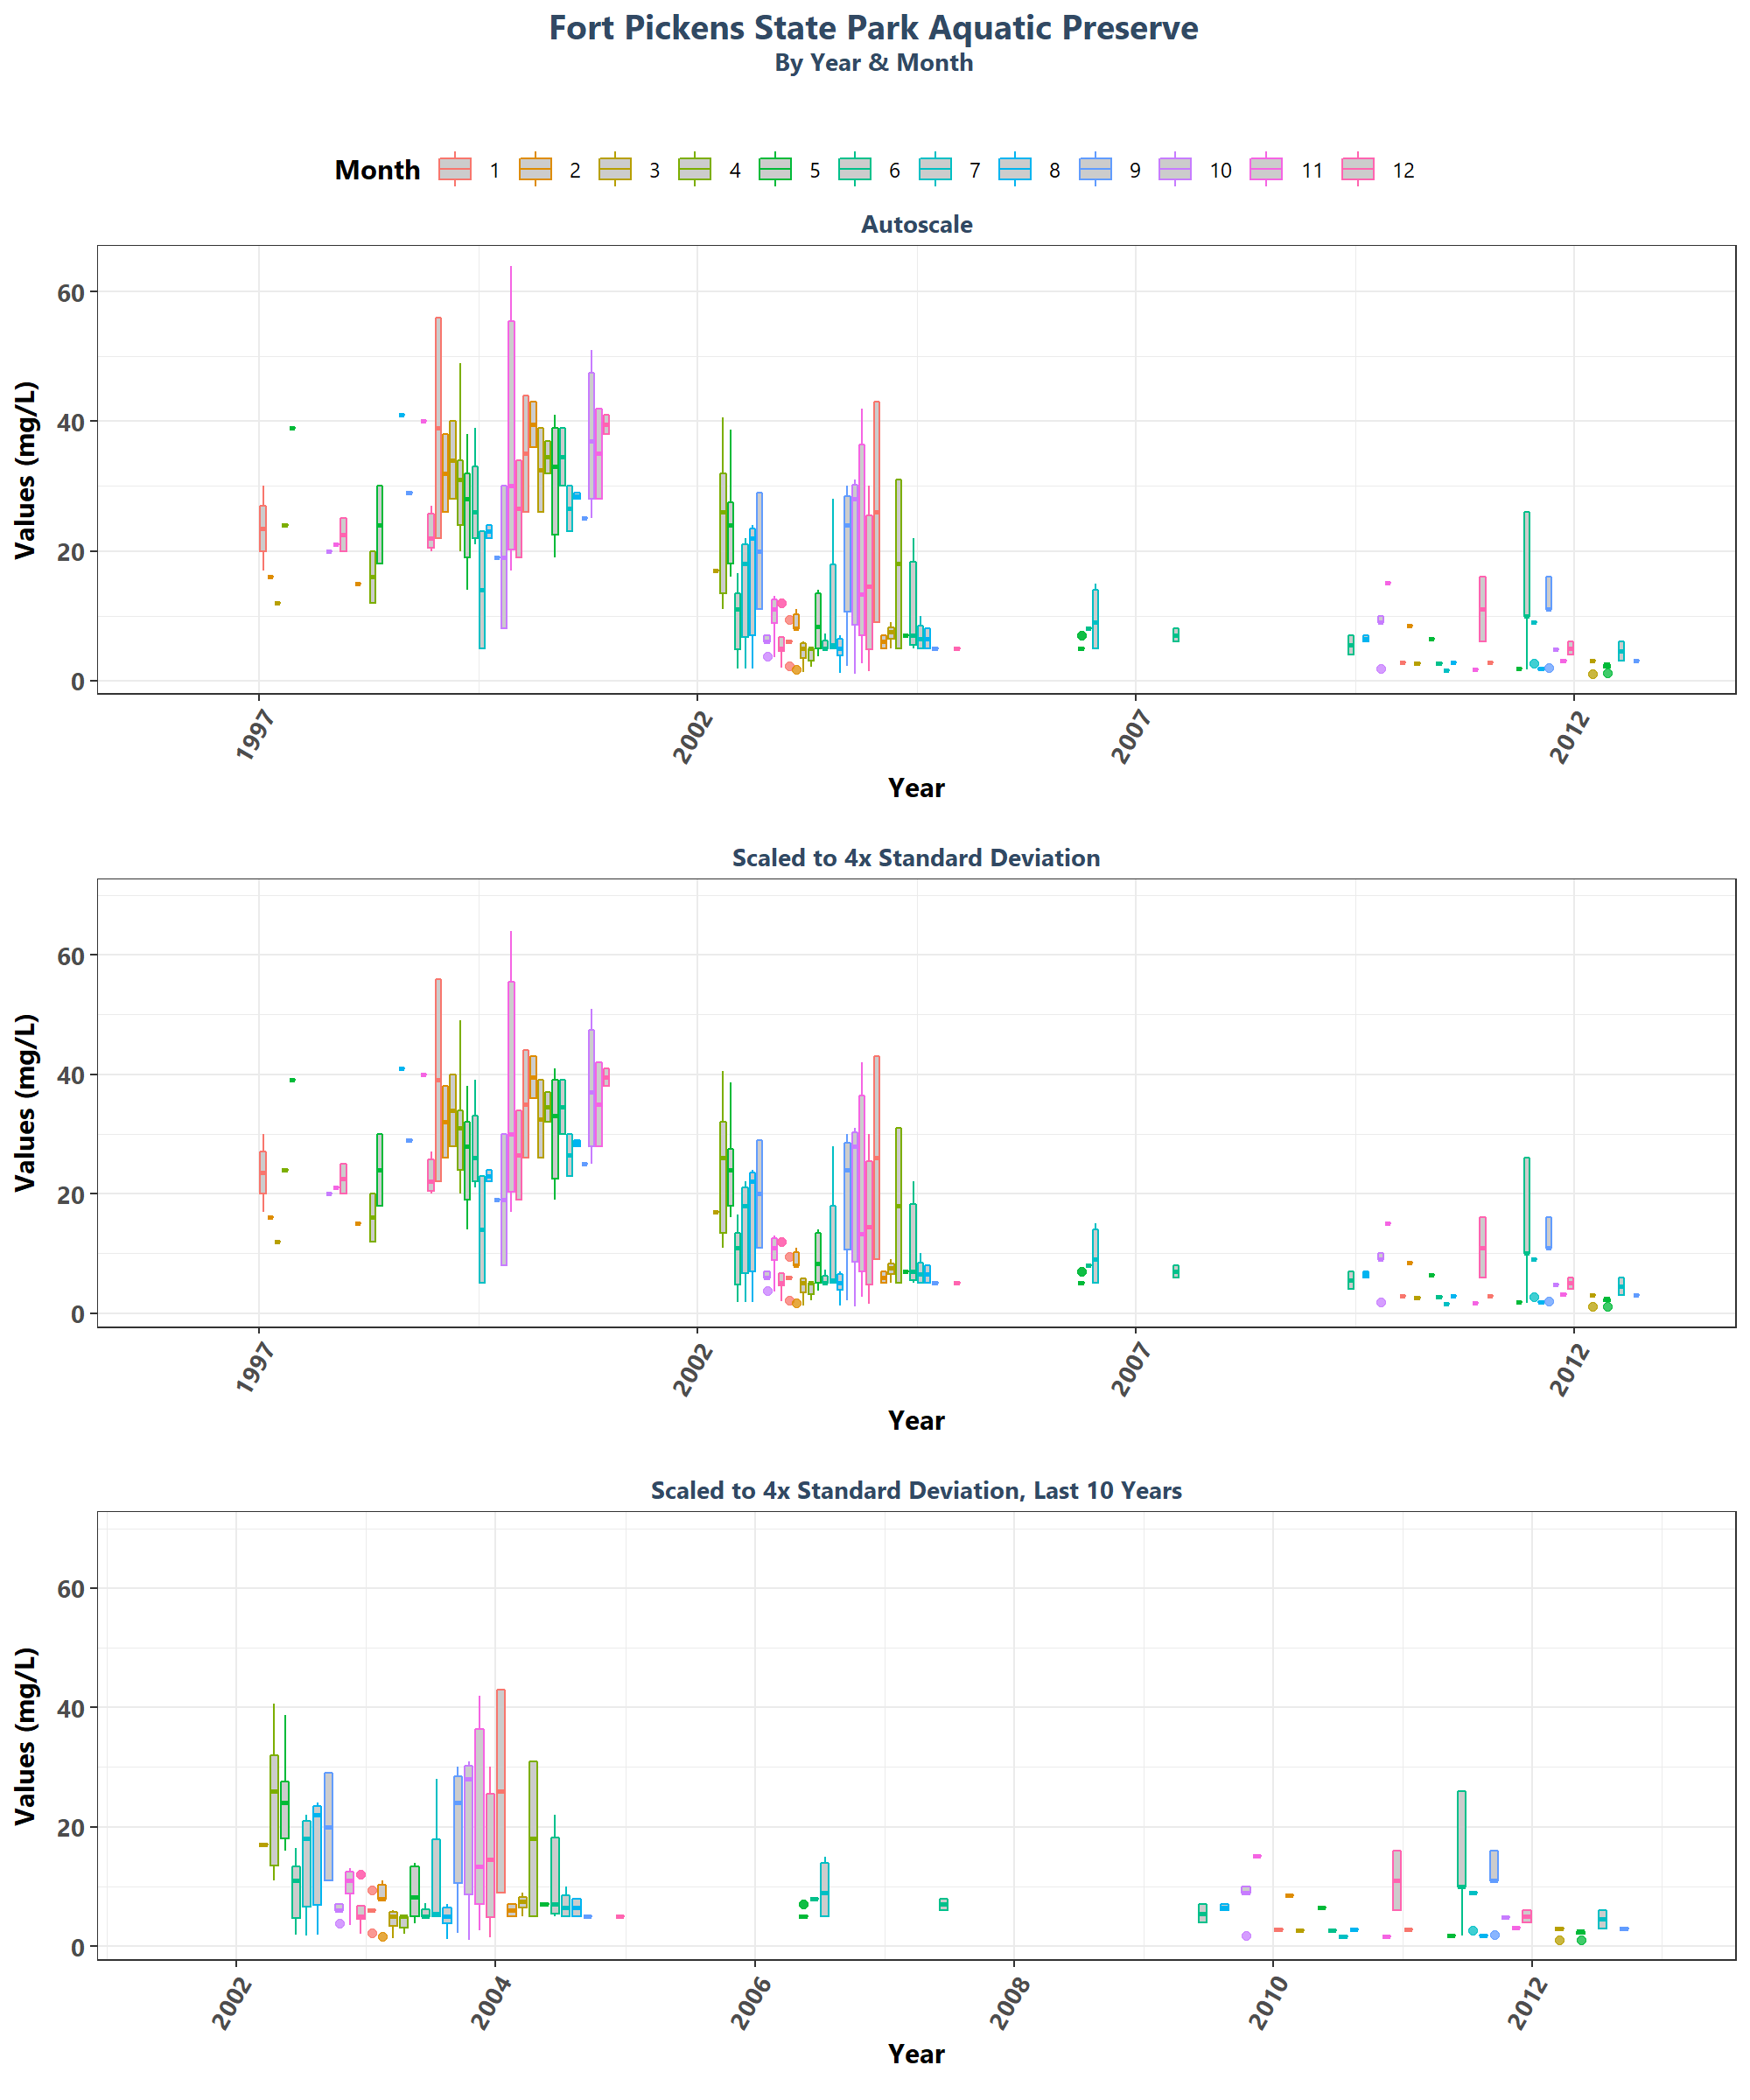 Fort Pickens State Park Aquatic Preserve
By Year & Month
Month 1 2 3 4 5 6 7 8 9 10 11 12
Autoscale
Values (mg/L)
60
40
20
0
1997 2002 2007 2012
Year
Scaled to 4x Standard Deviation
Values (mg/L)
60
40
20
0
1997 2002 2007 2012
Year
Scaled to 4x Standard Deviation, Last 10 Years
Values (mg/L)
60
40
20
0
2002 2004 2006 2008 2010 2012
Year